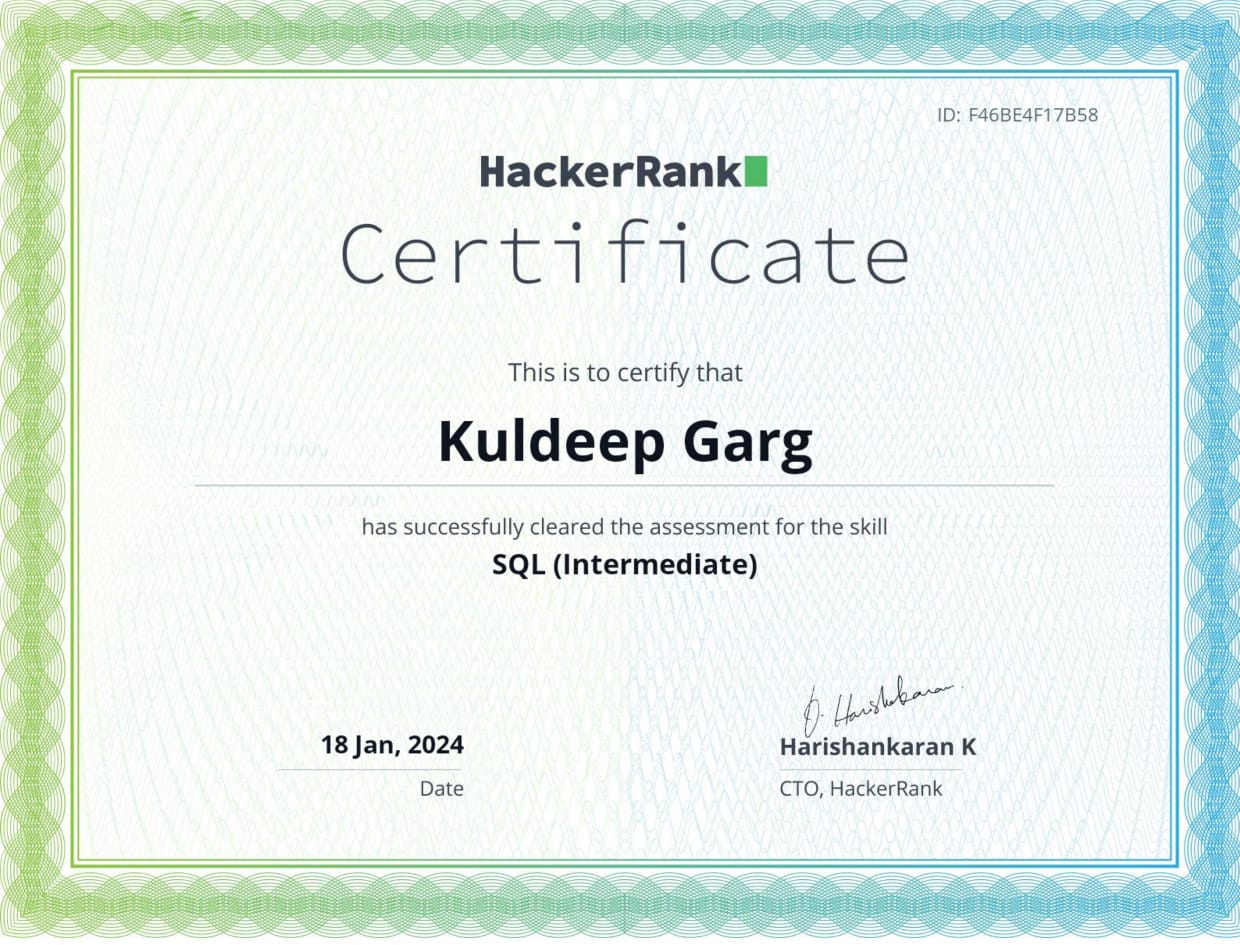 ID: F46BE4F17B58
HackerRank
Certificate
This is to certify that
Kuldeep Garg
has successfully cleared the assessment for the skill
SQL (Intermediate)
18 Jan, 2024
Date
Harishankaran K
CTO, HackerRank